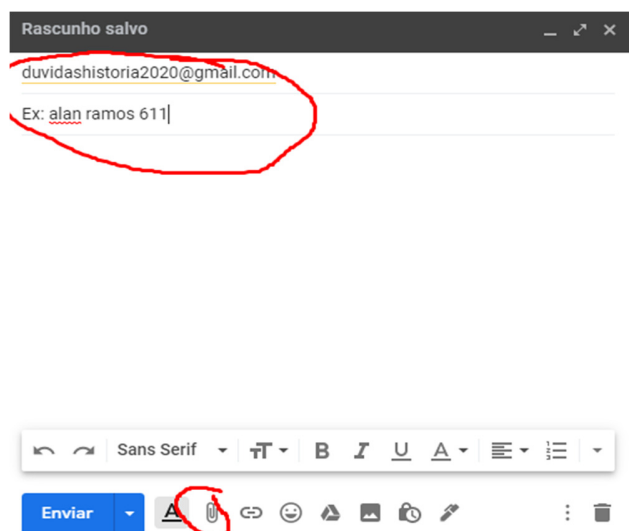 Rascunho salvo
duvidashistoria2020@gmail.com
Ex: alan ramos 611
Sans Serif
B I U A
Enviar A